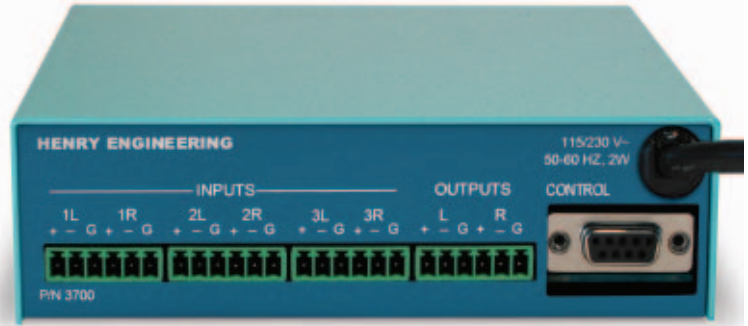 HENRY ENGINEERING
115/230 V~
50-60 HZ, 2W
INPUTS OUTPUTS CONTROL
1L 1R 2L 2R 3L 3R L R
+ – G + – G + – G + – G + – G + – G + – G + – G
P/N 3700